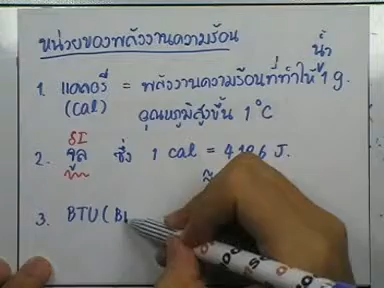 หน่วยของพลังงานความร้อน
น้ำ
1. แคลอรี = พลังงานความร้อนที่ทำให้ 1 g.
(Cal) อุณหภูมิสูงขึ้น 1 °C
SI
2. จูล ซึ่ง 1 cal = 4.186 J.
3. BTU (B